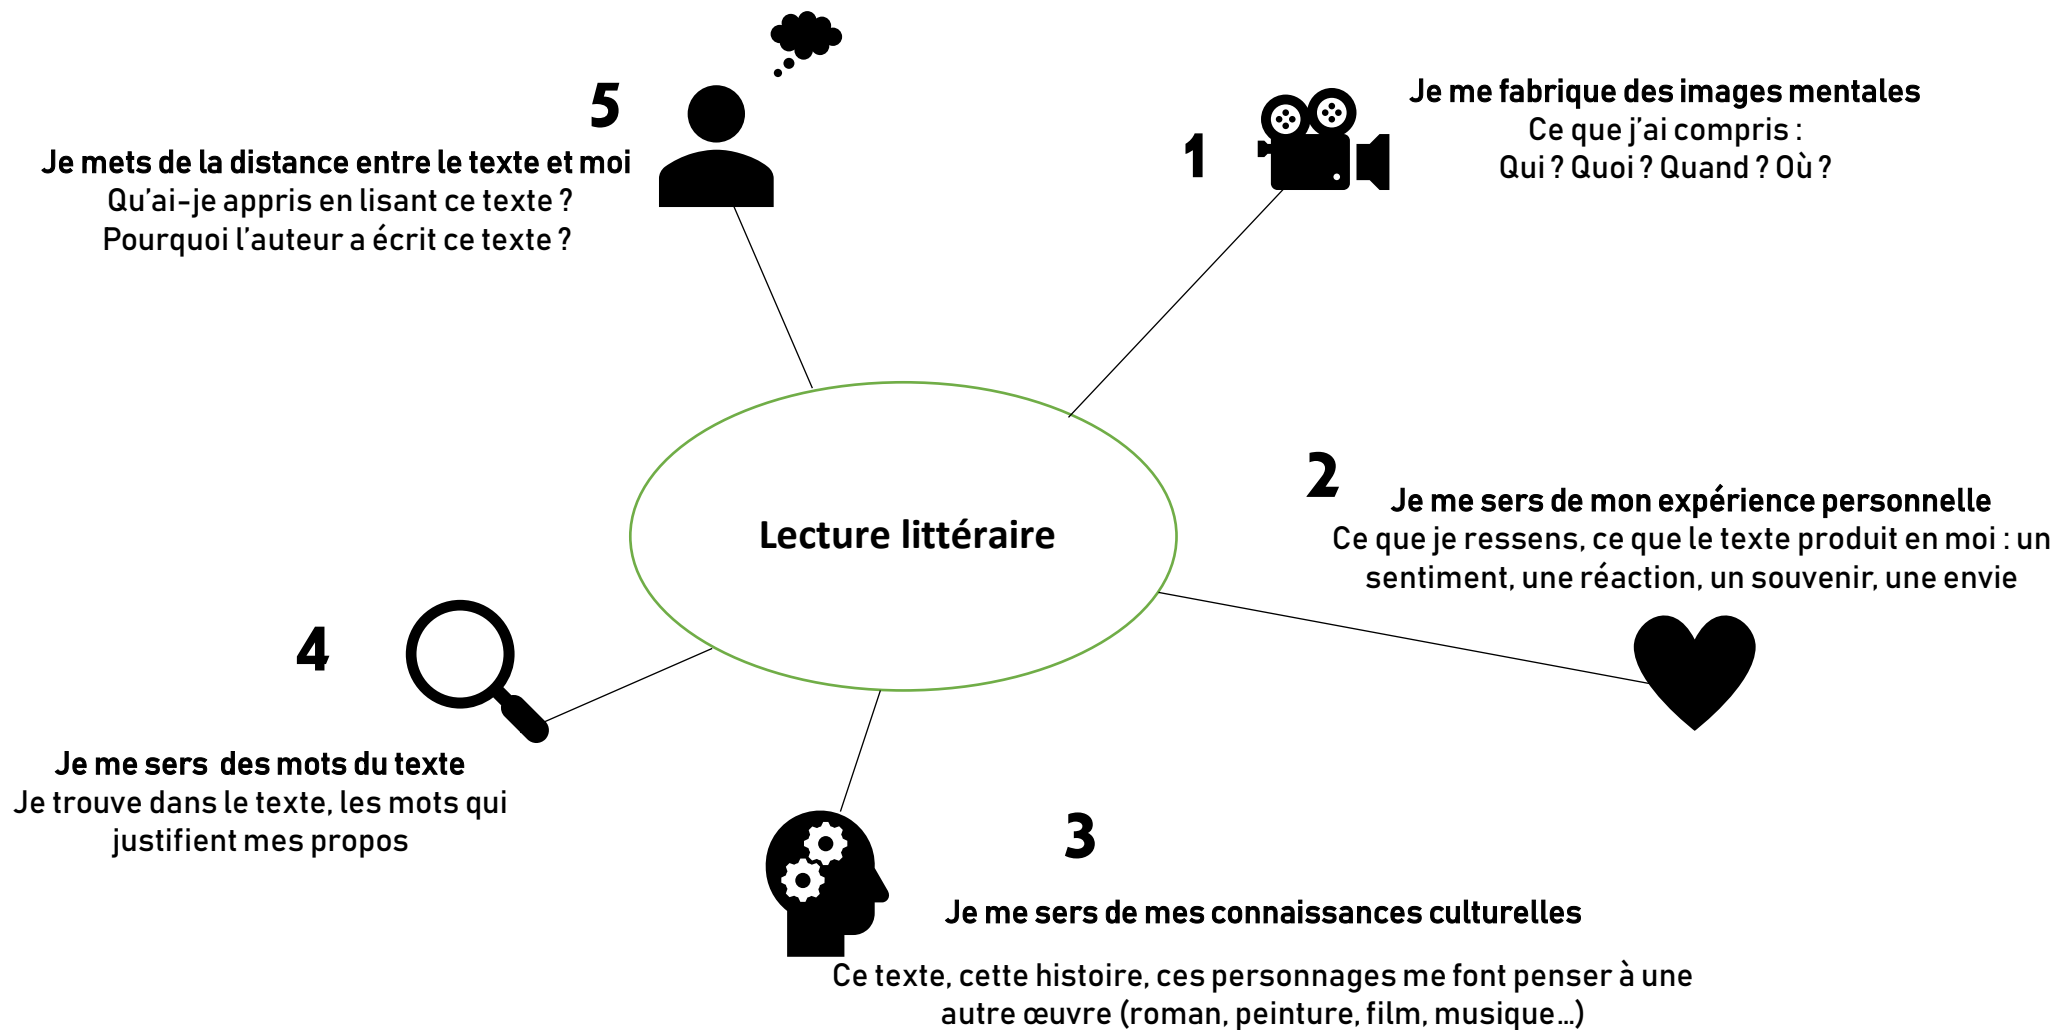 Lecture littéraire
1
Je me fabrique des images mentales
Ce que j'ai compris :
Qui ? Quoi ? Quand ? Où ?
2
Je me sers de mon expérience personnelle
Ce que je ressens, ce que le texte produit en moi : un
sentiment, une réaction, un souvenir, une envie
3
Je me sers de mes connaissances culturelles
Ce texte, cette histoire, ces personnages me font penser à une
autre œuvre (roman, peinture, film, musique…)
4
Je me sers  des mots du texte
Je trouve dans le texte, les mots qui
justifient mes propos
5
Je mets de la distance entre le texte et moi
Qu'ai-je appris en lisant ce texte ?
Pourquoi l'auteur a écrit ce texte ?